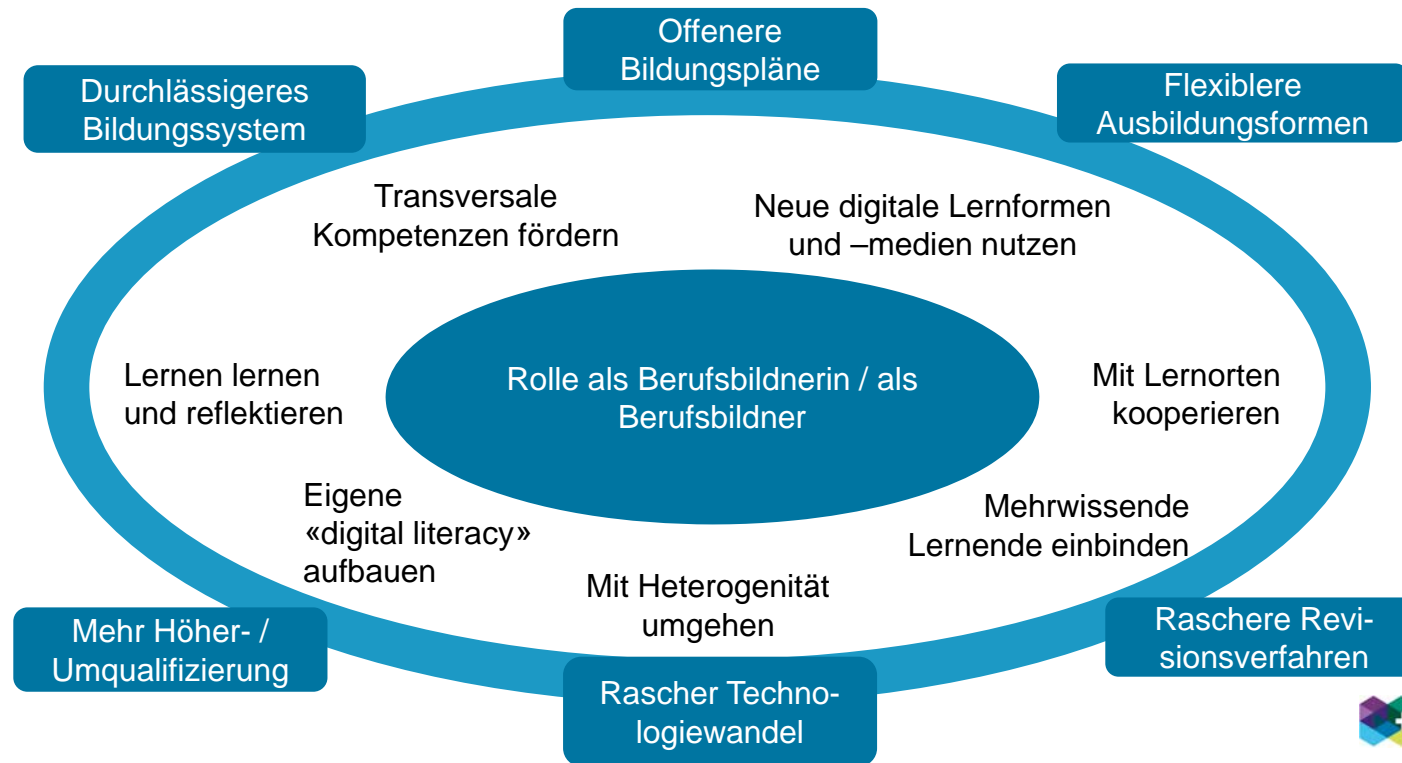 Offenere
Bildungspläne
Durchlässigeres
Bildungssystem
Flexiblere
Ausbildungsformen
Transversale
Kompetenzen fördern
Neue digitale Lernformen
und –medien nutzen
Lernen lernen
und reflektieren
Rolle als Berufsbildnerin / als
Berufsbildner
Mit Lernorten
kooperieren
Eigene
«digital literacy»
aufbauen
Mehrwissende
Lernende einbinden
Mit Heterogenität
umgehen
Mehr Höher- /
Umqualifizierung
Raschere Revi-
sionsverfahren
Rascher Techno-
logiewandel